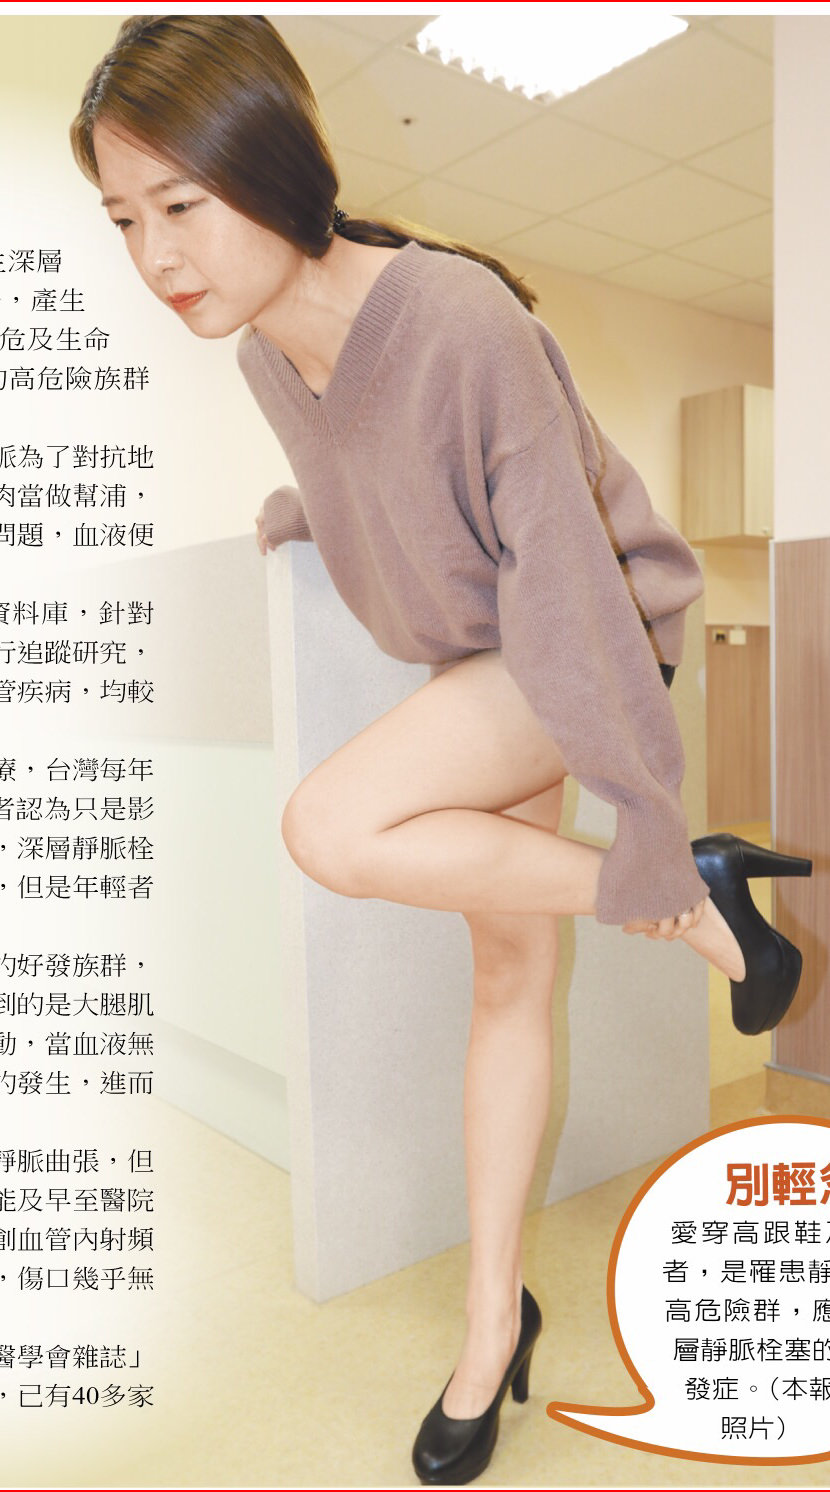 深層
，產生
危及生命
的高危險族群
脈為了對抗地
肉當做幫浦，
問題，血液便
資料庫，針對
行追蹤研究，
管疾病，均較
療，台灣每年
者認為只是影
，深層靜脈栓
，但是年輕者
的好發族群，
到的是大腿肌
動，當血液無
的發生，進而
靜脈曲張，但
能及早至醫院
創血管內射頻
，傷口幾乎無
醫學會雜誌」
，已有40多家
別輕忽
愛穿高跟鞋
者，是罹患靜
高危險群，應
層靜脈栓塞的
發症。（本報
照片）